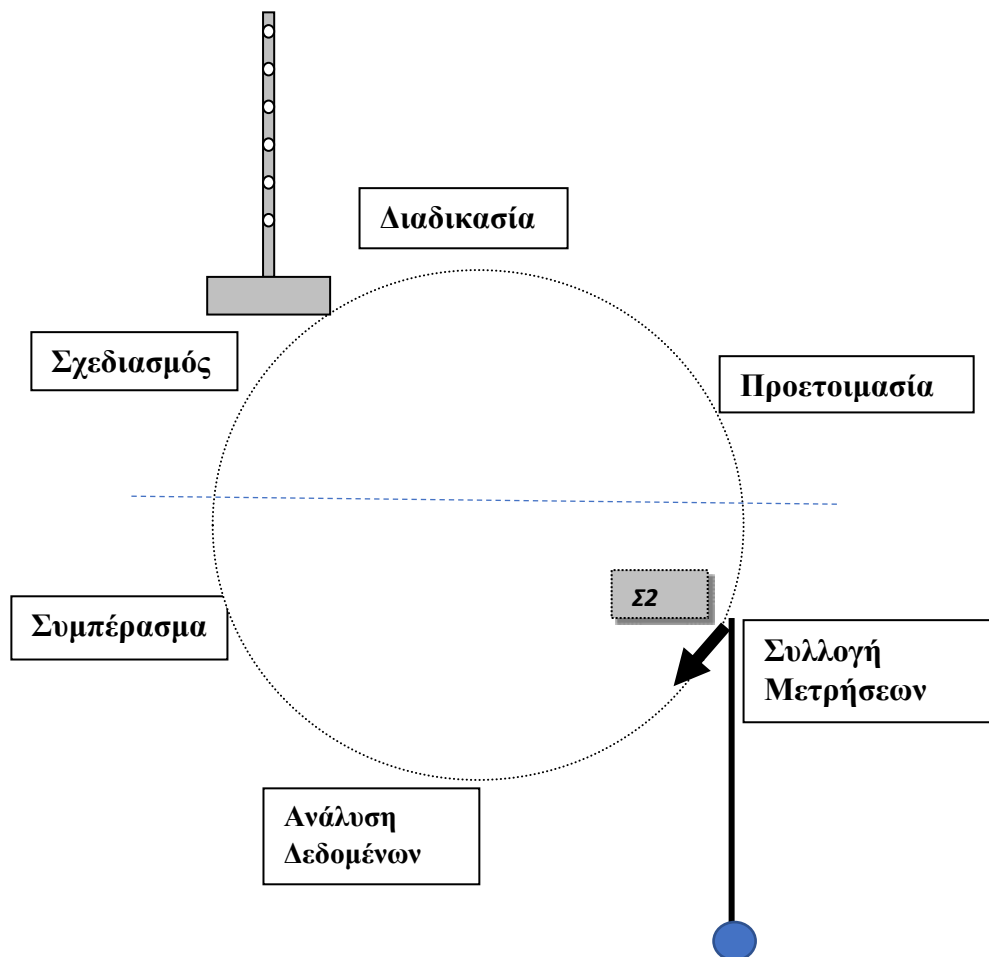 Διαδικασία
Σχεδιασμός
Προετοιμασία
Σ2
Συμπέρασμα
Συλλογή
Μετρήσεων
Ανάλυση
Δεδομένων